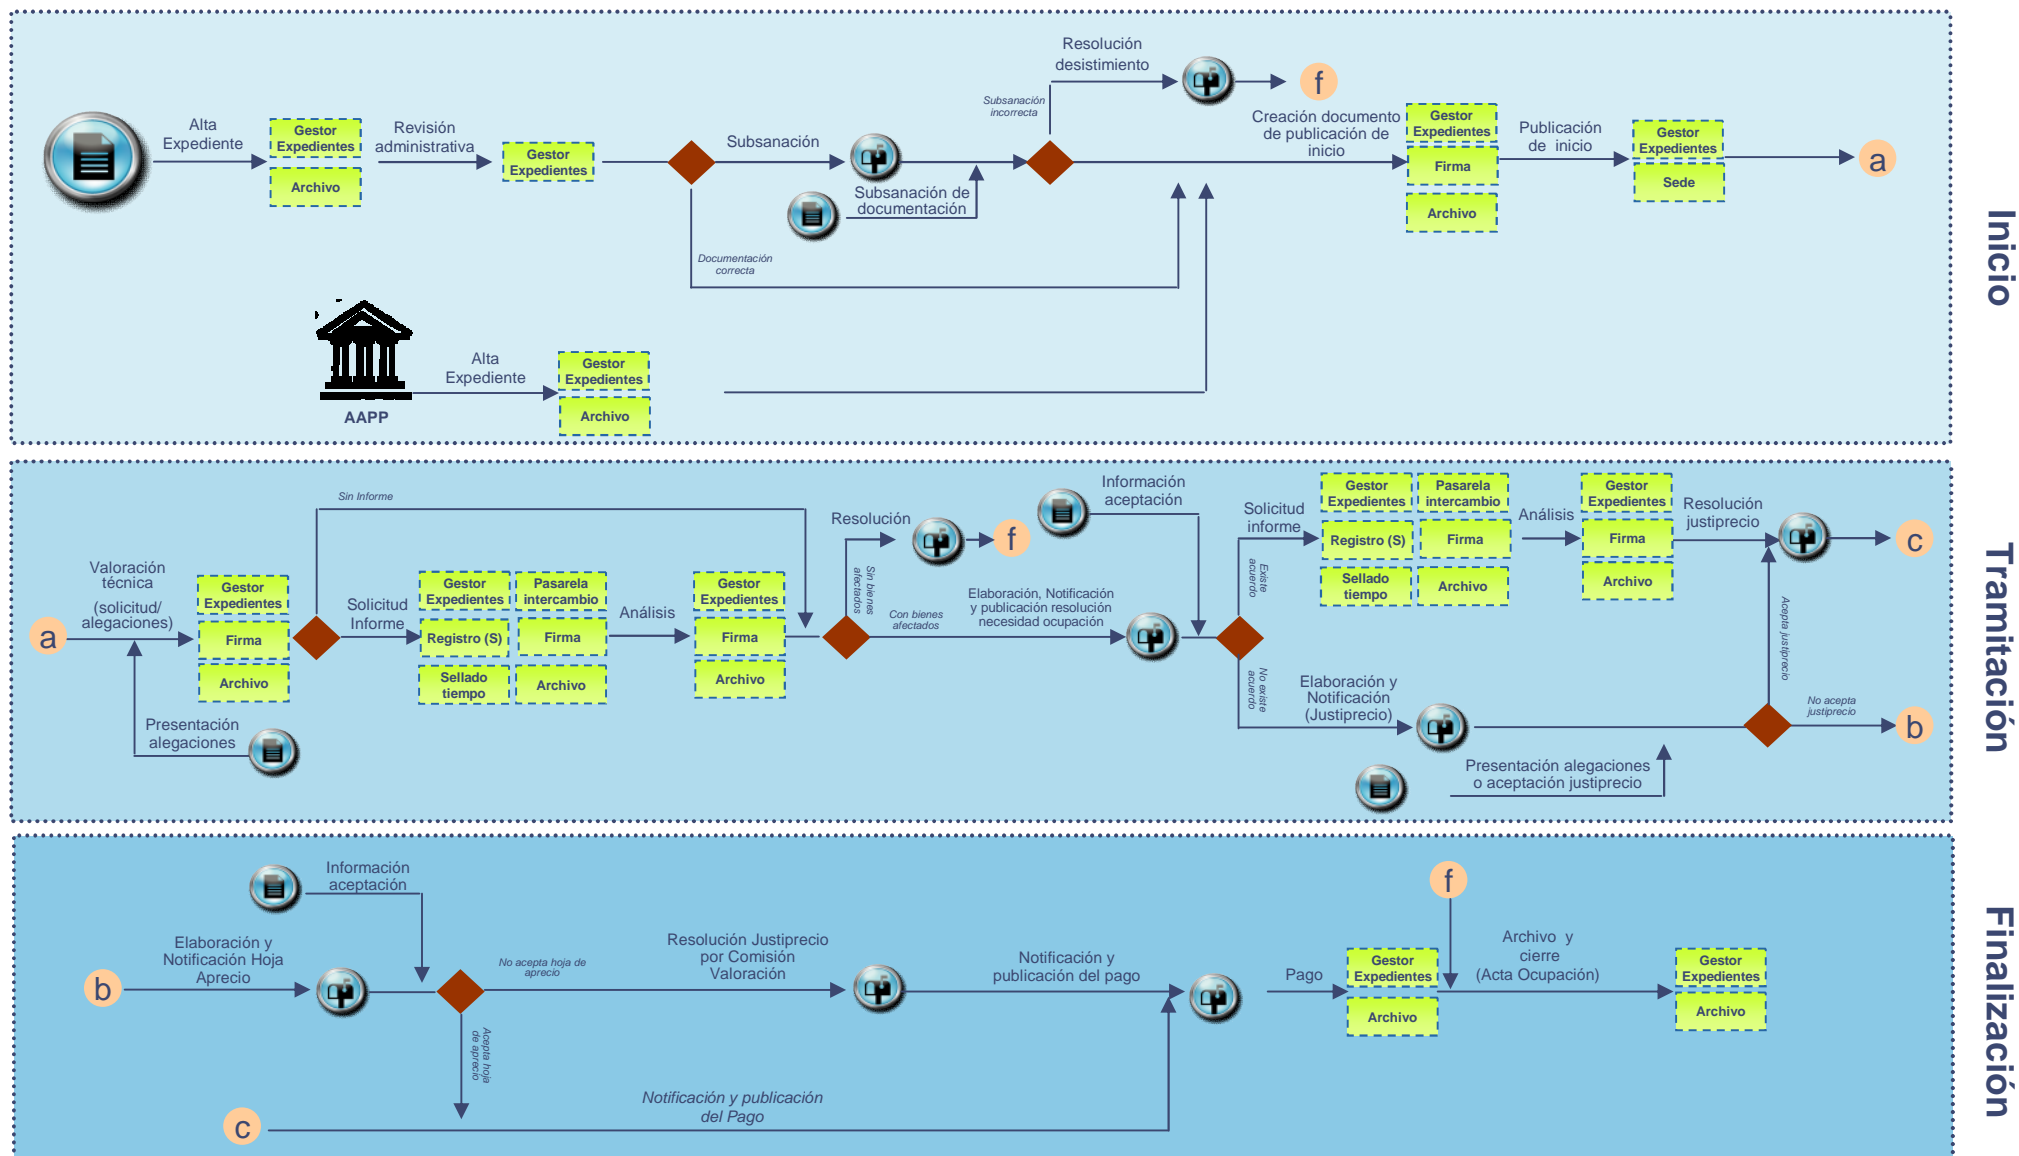 Inicio
Resolución
desistimiento
f
Subsanación
incorrecta
Alta
Expediente
Gestor
Expedientes
Archivo
Revisión
administrativa
Gestor
Expedientes
Subsanación
Subsanación de
documentación
Documentación
correcta
Creación documento
de publicación de
inicio
Gestor
Expedientes
Firma
Archivo
Publicación
de inicio
Gestor
Expedientes
Sede
a
AAPP
Alta
Expediente
Gestor
Expedientes
Archivo
Tramitación
a
Valoración
técnica
(solicitud/
alegaciones)
Presentación
alegaciones
Gestor
Expedientes
Firma
Archivo
Sin Informe
Solicitud
Informe
Gestor
Expedientes
Registro (S)
Sellado
tiempo
Pasarela
intercambio
Firma
Archivo
Análisis
Gestor
Expedientes
Firma
Archivo
Resolución
f
Sin bienes
afectados
Con bienes
afectados
Elaboración, Notificación
y publicación resolución
necesidad ocupación
Información
aceptación
Existe
acuerdo
No existe
acuerdo
Solicitud
informe
Gestor
Expedientes
Registro (S)
Sellado
tiempo
Pasarela
intercambio
Firma
Archivo
Análisis
Gestor
Expedientes
Firma
Archivo
Resolución
justiprecio
c
Elaboración y
Notificación
(Justiprecio)
Presentación alegaciones
o aceptación justiprecio
Acepta justiprecio
No acepta
justiprecio
b
Finalización
Información
aceptación
b
Elaboración y
Notificación Hoja
Aprecio
No acepta hoja de
aprecio
Acepta hoja
de aprecio
Resolución Justiprecio
por Comisión
Valoración
Notificación y
publicación del pago
Pago
Gestor
Expedientes
Archivo
f
Archivo y
cierre
(Acta Ocupación)
Gestor
Expedientes
Archivo
c
Notificación y publicación
del Pago